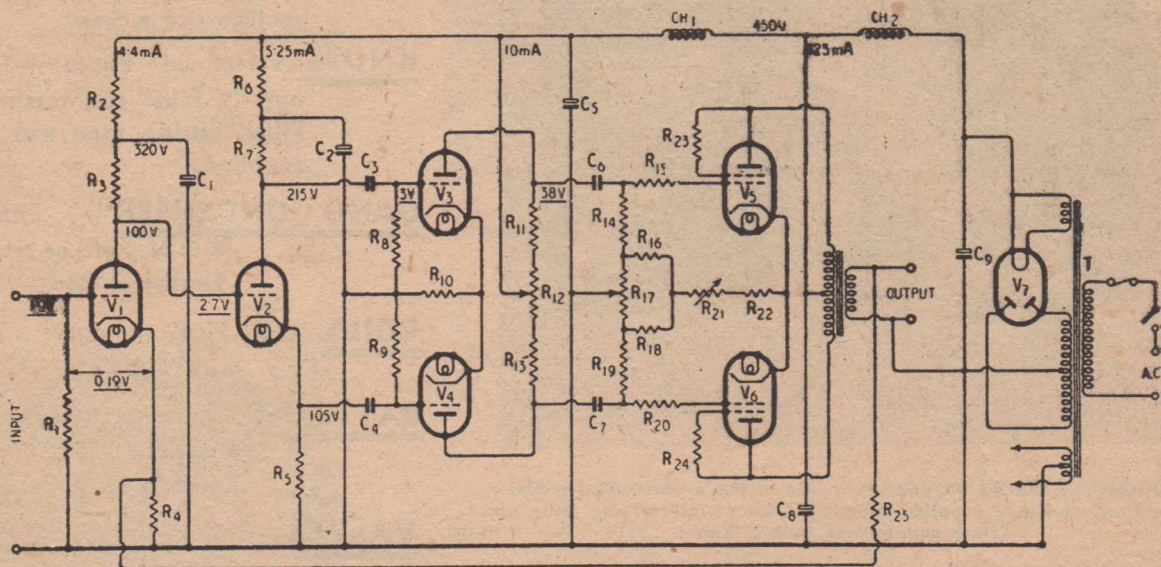 CH1
450V
CH2
4.4mA
5.25mA
10mA
125mA
R2
R6
C5
R23
320V
R3
C1
R7
C2
215V
C3
3V
V3
38V
C6
R15
V5
100V
R8
R11
R14
R16
C9
T
V1
2.7V
V2
R10
R12
R17
R21
R22
OUTPUT
V7
0.19V
R9
R13
R18
A.C.
R19
105V
C4
V4
C7
R20
V6
INPUT
R1
R5
R24
R4
C8
R25